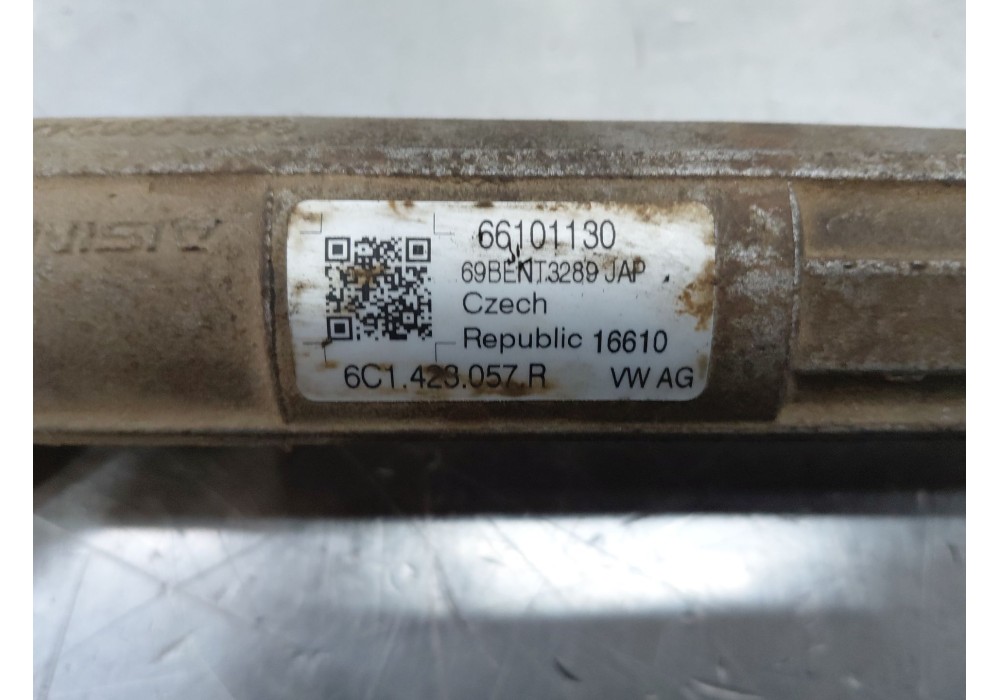 66101130
69BENT3289 JAP
Czech
Republic 16610
6C1.423.057.R VW AG